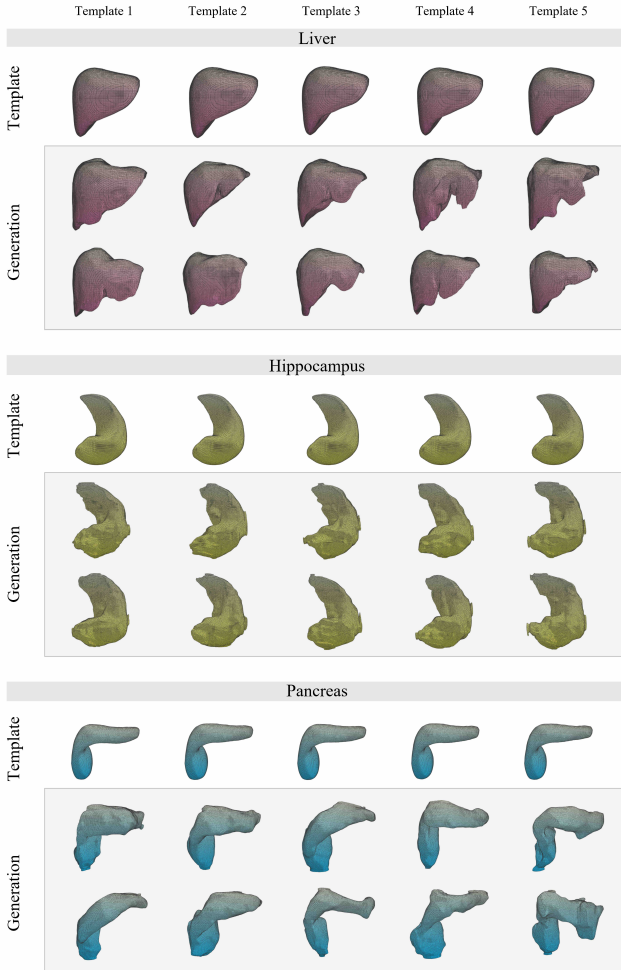 Template 1 Template 2 Template 3 Template 4 Template 5
Liver
Template
Generation
Hippocampus
Template
Generation
Pancreas
Template
Generation